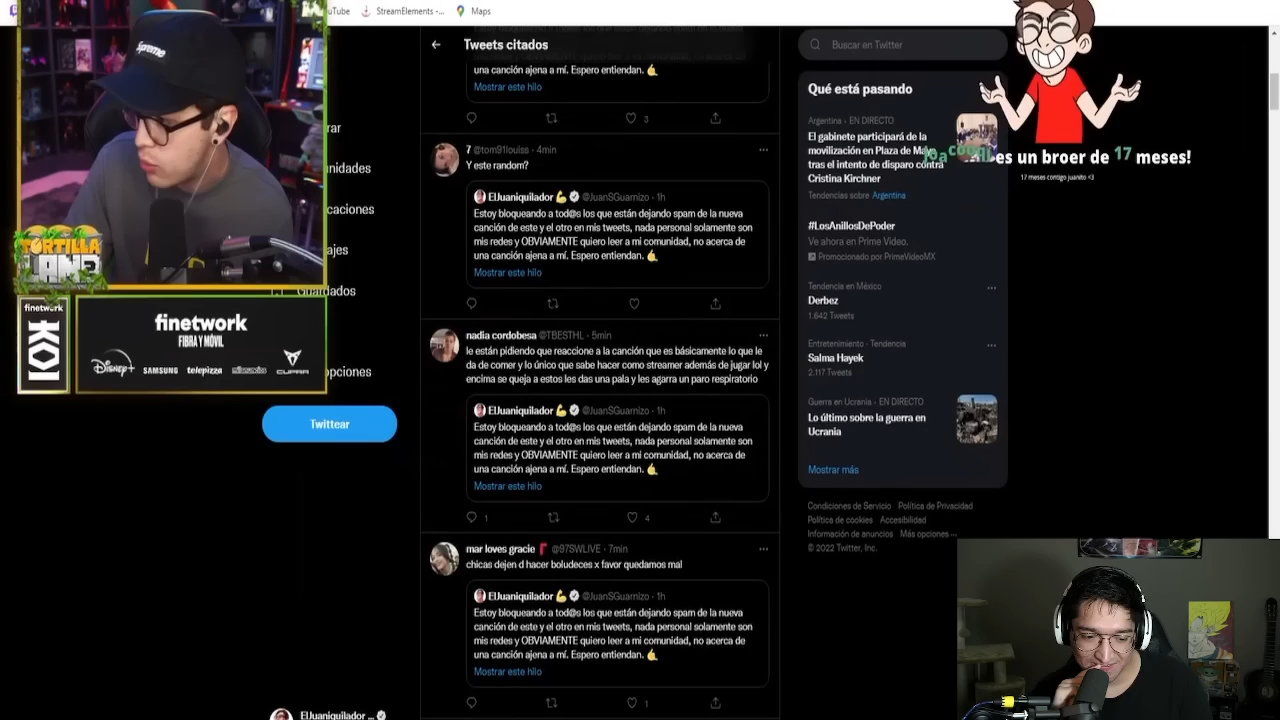 uTube
StreamElements -...
Maps
Supreme
TORTILLA
LAND
finetwork
KOI
finetwork
FIBRA Y MÓVIL
Disney+
SAMSUNG
telepizza
CUPRA
rar
nidades
caciones
ajes
Guardados
opciones
Twittear
ElJuaniquilador ...
Tweets citados
una canción ajena a mí. Espero entiendan.
Mostrar este hilo
3
7 @tom91louiss · 4min
Y este random?
ElJuaniquilador @JuanSGuarnizo · 1h
Estoy bloqueando a tod@s los que están dejando spam de la nueva
canción de este y el otro en mis tweets, nada personal solamente son
mis redes y OBVIAMENTE quiero leer a mi comunidad, no acerca de
una canción ajena a mí. Espero entiendan.
Mostrar este hilo
nadia cordobesa @TBESTHL · 5min
le están pidiendo que reaccione a la canción que es básicamente lo que le
da de comer y lo único que sabe hacer como streamer además de jugar lol y
encima se queja a estos les das una pala y les agarra un paro respiratorio
ElJuaniquilador @JuanSGuarnizo · 1h
Estoy bloqueando a tod@s los que están dejando spam de la nueva
canción de este y el otro en mis tweets, nada personal solamente son
mis redes y OBVIAMENTE quiero leer a mi comunidad, no acerca de
una canción ajena a mí. Espero entiendan.
Mostrar este hilo
1
4
mar loves gracie @97SWLIVE · 7min
chicas dejen d hacer boludeces x favor quedamos mal
ElJuaniquilador @JuanSGuarnizo · 1h
Estoy bloqueando a tod@s los que están dejando spam de la nueva
canción de este y el otro en mis tweets, nada personal solamente son
mis redes y OBVIAMENTE quiero leer a mi comunidad, no acerca de
una canción ajena a mí. Espero entiendan.
Mostrar este hilo
1
Buscar en Twitter
Qué está pasando
Argentina · EN DIRECTO
El gabinete participará de la
movilización en Plaza de Mayo
tras el intento de disparo contra
Cristina Kirchner
Tendencias sobre Argentina
#LosAnillosDePoder
Ve ahora en Prime Video.
Promocionado por PrimeVideoMX
Tendencia en México
Derbez
1.642 Tweets
Entretenimiento · Tendencia
Salma Hayek
2.117 Tweets
Guerra en Ucrania · EN DIRECTO
Lo último sobre la guerra en
Ucrania
Mostrar más
Condiciones de Servicio Política de Privacidad
Política de cookies Accesibilidad
Información de anuncios Más opciones ···
© 2022 Twitter, Inc.
es un broer de 17 meses!
17 meses contigo juanito <3